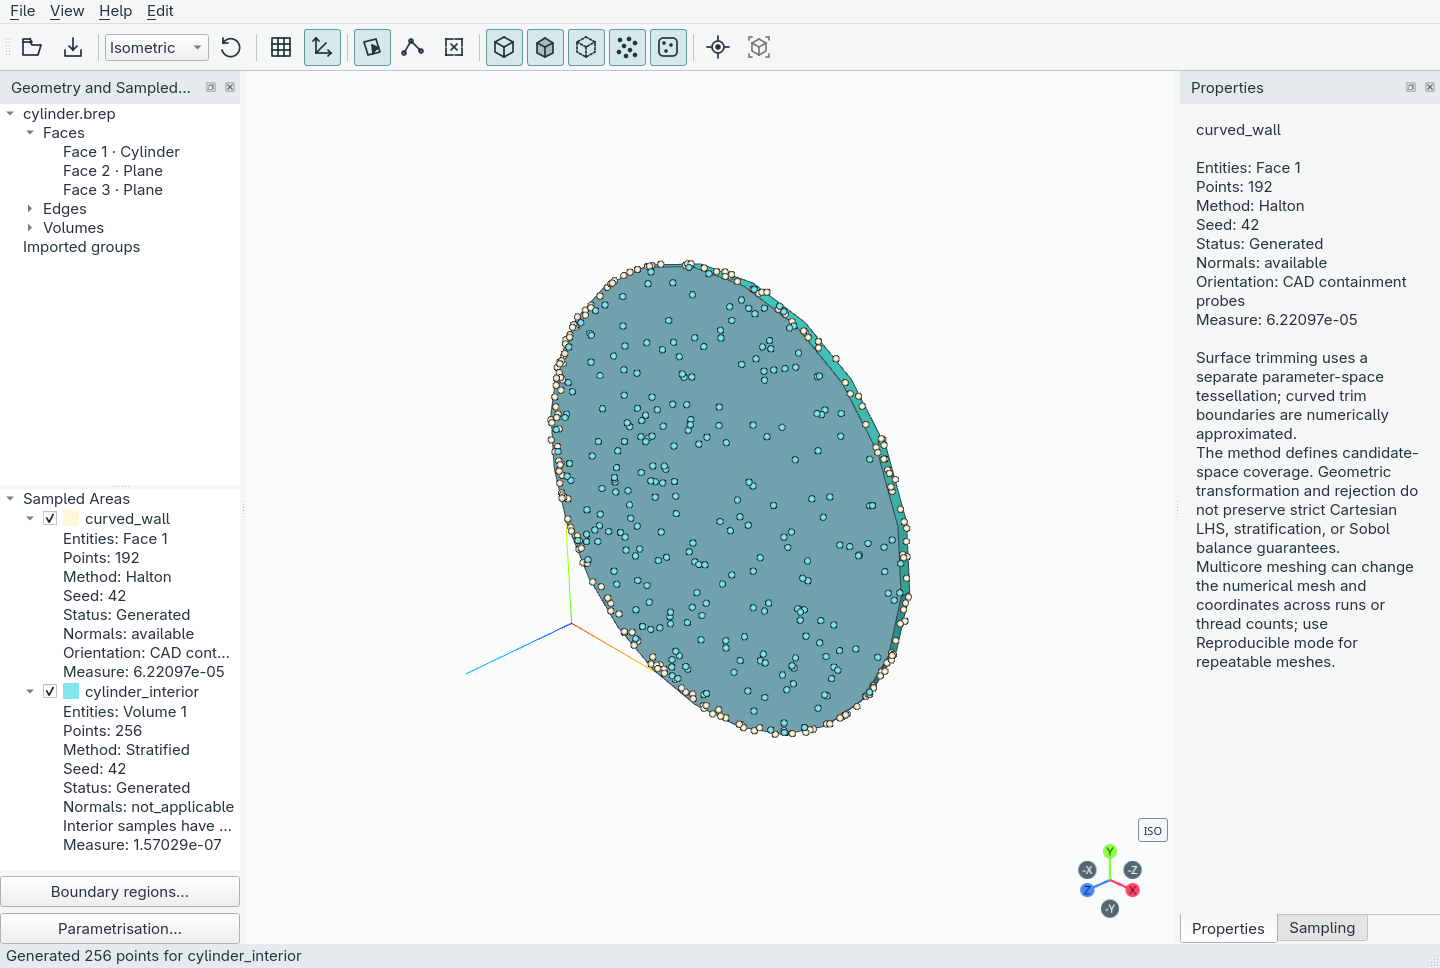 File View Help Edit
Isometric
Geometry and Sampled...
cylinder.brep
Faces
Face 1 · Cylinder
Face 2 · Plane
Face 3 · Plane
Edges
Volumes
Imported groups
Sampled Areas
curved_wall
Entities: Face 1
Points: 192
Method: Halton
Seed: 42
Status: Generated
Normals: available
Orientation: CAD cont...
Measure: 6.22097e-05
cylinder_interior
Entities: Volume 1
Points: 256
Method: Stratified
Seed: 42
Status: Generated
Normals: not_applicable
Interior samples have ...
Measure: 1.57029e-07
Boundary regions...
Parametrisation...
Generated 256 points for cylinder_interior
ISO
Y
-X
-Z
Z
X
-Y
Properties
curved_wall
Entities: Face 1
Points: 192
Method: Halton
Seed: 42
Status: Generated
Normals: available
Orientation: CAD containment
probes
Measure: 6.22097e-05
Surface trimming uses a
separate parameter-space
tessellation; curved trim
boundaries are numerically
approximated.
The method defines candidate-
space coverage. Geometric
transformation and rejection do
not preserve strict Cartesian
LHS, stratification, or Sobol
balance guarantees.
Multicore meshing can change
the numerical mesh and
coordinates across runs or
thread counts; use
Reproducible mode for
repeatable meshes.
Properties Sampling